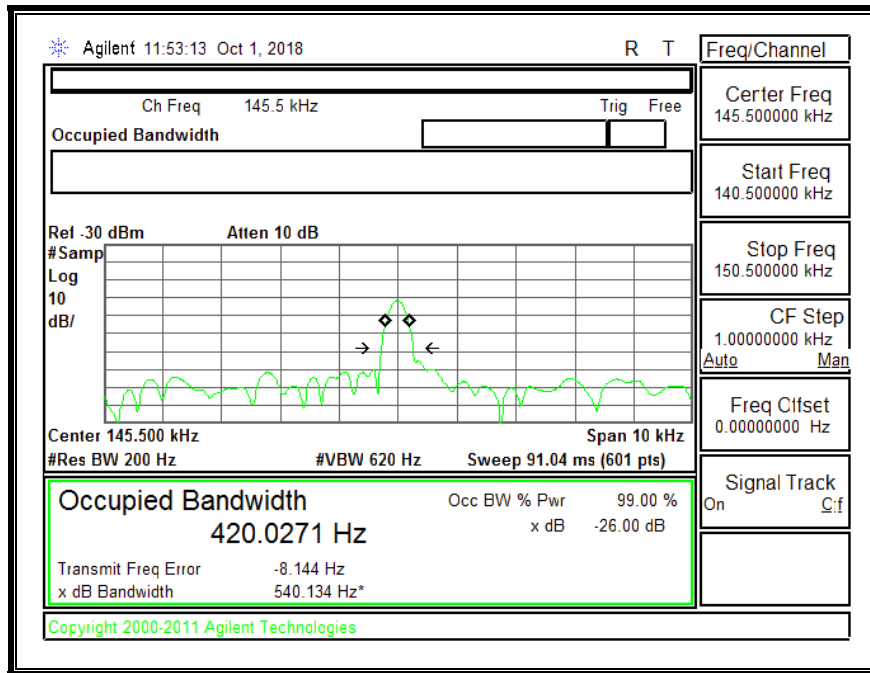 Agilent 11:53:13 Oct 1, 2018 R T
Ch Freq 145.5 kHz Trig Free
Occupied Bandwidth
Ref -30 dBm Atten 10 dB
#Samp
Log
10
dB/
Center 145.500 kHz Span 10 kHz
#Res BW 200 Hz #VBW 620 Hz Sweep 91.04 ms (601 pts)
Occupied Bandwidth
420.0271 Hz
Occ BW % Pwr 99.00 %
x dB -26.00 dB
Transmit Freq Error -8.144 Hz
x dB Bandwidth 540.134 Hz*
Copyright 2000-2011 Agilent Technologies
Freq/Channel
Center Freq
145.500000 kHz
Start Freq
140.500000 kHz
Stop Freq
150.500000 kHz
CF Step
1.00000000 kHz
Auto Man
Freq Offset
0.00000000 Hz
Signal Track
On Off